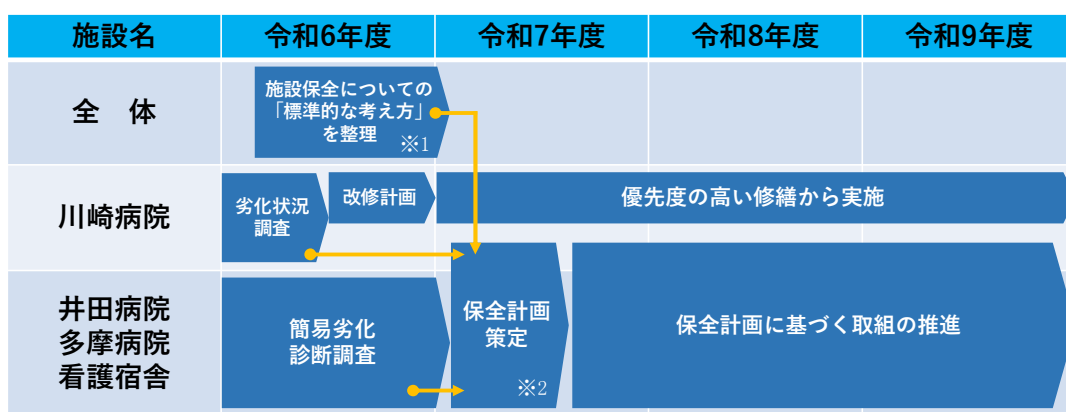 施設名
令和6年度
令和7年度
令和8年度
令和9年度
全 体
施設保全についての
「標準的な考え方」
を整理 ※1
川崎病院
劣化状況
調査
改修計画
優先度の高い修繕から実施
井田病院
多摩病院
看護宿舎
簡易劣化
診断調査
保全計画
策定
※2
保全計画に基づく取組の推進